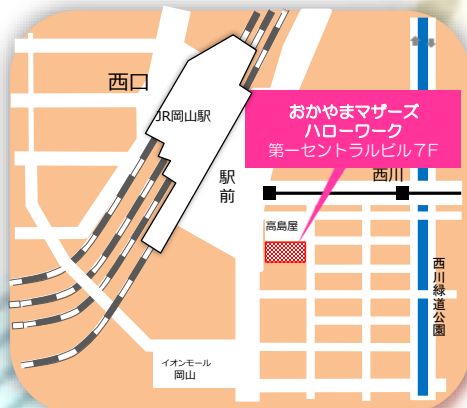 西口
JR岡山駅
おかやまマザーズ
ハローワーク
第一セントラルビル7F
駅前
西川
高島屋
西川緑道公園
イオンモール
岡山